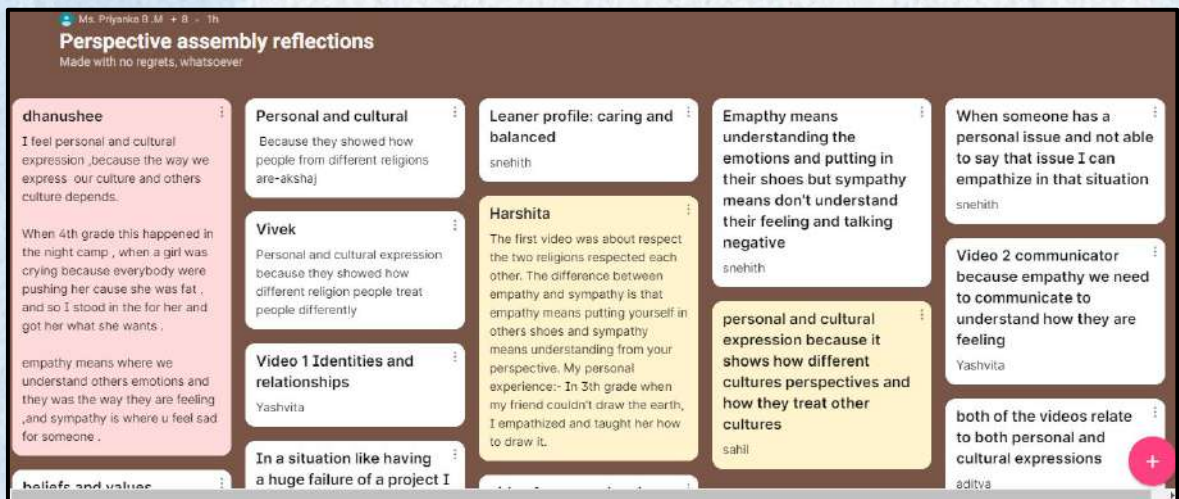 Ms. Priyanka B .M + 8 • 1h
Perspective assembly reflections
Made with no regrets, whatsoever
dhanushee
I feel personal and cultural
expression ,because the way we
express our culture and others
culture depends.
When 4th grade this happened in
the night camp , when a girl was
crying because everybody were
pushing her cause she was fat ,
and so I stood in the for her and
got her what she wants .
empathy means where we
understand others emotions and
they was the way they are feeling
,and sympathy is where u feel sad
for someone .
beliefs and values
Personal and cultural
Because they showed how
people from different religions
are-akshaj
Vivek
Personal and cultural expression
because they showed how
different religion people treat
people differently
Video 1 Identities and
relationships
Yashvita
In a situation like having
a huge failure of a project I
Leaner profile: caring and
balanced
snehith
Harshita
The first video was about respect
the two religions respected each
other. The difference between
empathy and sympathy is that
empathy means putting yourself in
others shoes and sympathy
means understanding from your
perspective. My personal
experience:- In 3th grade when
my friend couldn't draw the earth,
I empathized and taught her how
to draw it.
Emapthy means
understanding the
emotions and putting in
their shoes but sympathy
means don't understand
their feeling and talking
negative
snehith
personal and cultural
expression because it
shows how different
cultures perspectives and
how they treat other
cultures
sahil
When someone has a
personal issue and not able
to say that issue I can
empathize in that situation
snehith
Video 2 communicator
because empathy we need
to communicate to
understand how they are
feeling
Yashvita
both of the videos relate
to both personal and
cultural expressions
aditya